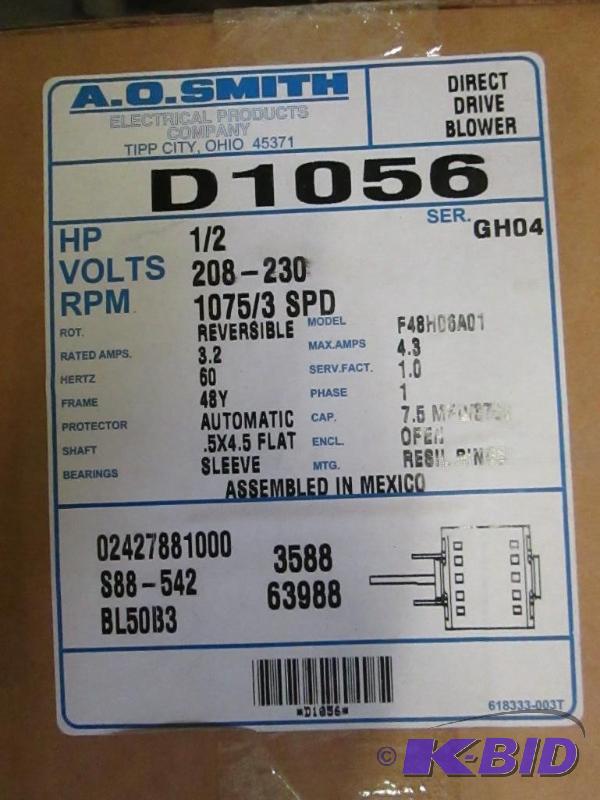 A.O.SMITH
ELECTRICAL PRODUCTS
COMPANY
TIPP CITY, OHIO 45371
DIRECT
DRIVE
BLOWER
D1056
SER. GH04
HP 1/2
VOLTS 208-230
RPM 1075/3 SPD
ROT. REVERSIBLE MODEL F48H06A01
RATED AMPS. 3.2 MAX.AMPS 4.3
HERTZ 60 SERV.FACT. 1.0
FRAME 48Y PHASE 1
PROTECTOR AUTOMATIC CAP. 7.5
SHAFT .5X4.5 FLAT ENCL. OPEN
BEARINGS SLEEVE MTG.
ASSEMBLED IN MEXICO
02427881000 3588
S88-542 63988
BL50B3
*D1056*
618333-003T
© K-BID